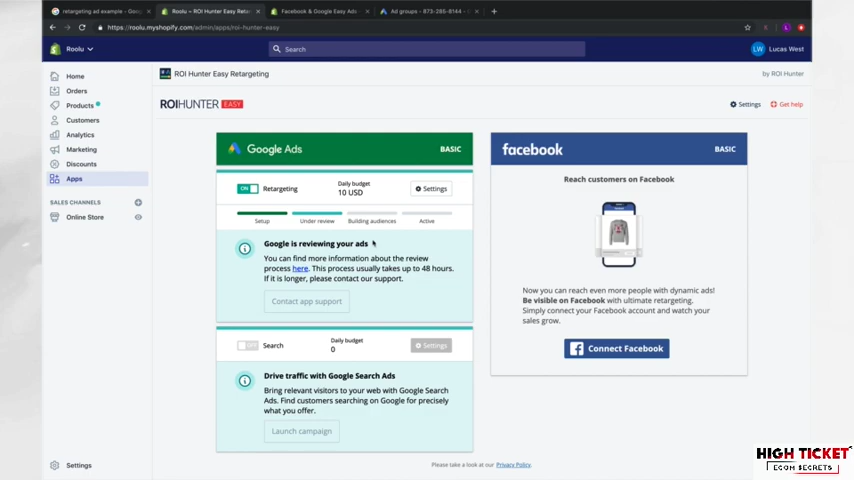 retargeting ad example - Goo
Roolu ~ ROI Hunter Easy Retar
Facebook & Google Easy Ads
Ad groups - 873-285-8144
https://roolu.myshopify.com/admin/apps/roi-hunter-easy
Roolu
Search
LW
Lucas West
Home
Orders
Products
Customers
Analytics
Marketing
Discounts
Apps
SALES CHANNELS
Online Store
Settings
ROI Hunter Easy Retargeting
by ROI Hunter
ROIHUNTER EASY
Settings
Get help
Google Ads
BASIC
ON
Retargeting
Daily budget
10 USD
Settings
Setup
Under review
Building audiences
Active
Google is reviewing your ads
You can find more information about the review
process here. This process usually takes up to 48 hours.
If it is longer, please contact our support.
Contact app support
OFF
Search
Daily budget
0
Settings
Drive traffic with Google Search Ads
Bring relevant visitors to your web with Google Search
Ads. Find customers searching on Google for precisely
what you offer.
Launch campaign
facebook
BASIC
Reach customers on Facebook
Now you can reach even more people with dynamic ads!
Be visible on Facebook with ultimate retargeting.
Simply connect your Facebook account and watch your
sales grow.
Connect Facebook
Please take a look at our Privacy Policy.
HIGH TICKET
ECOM SECRETS